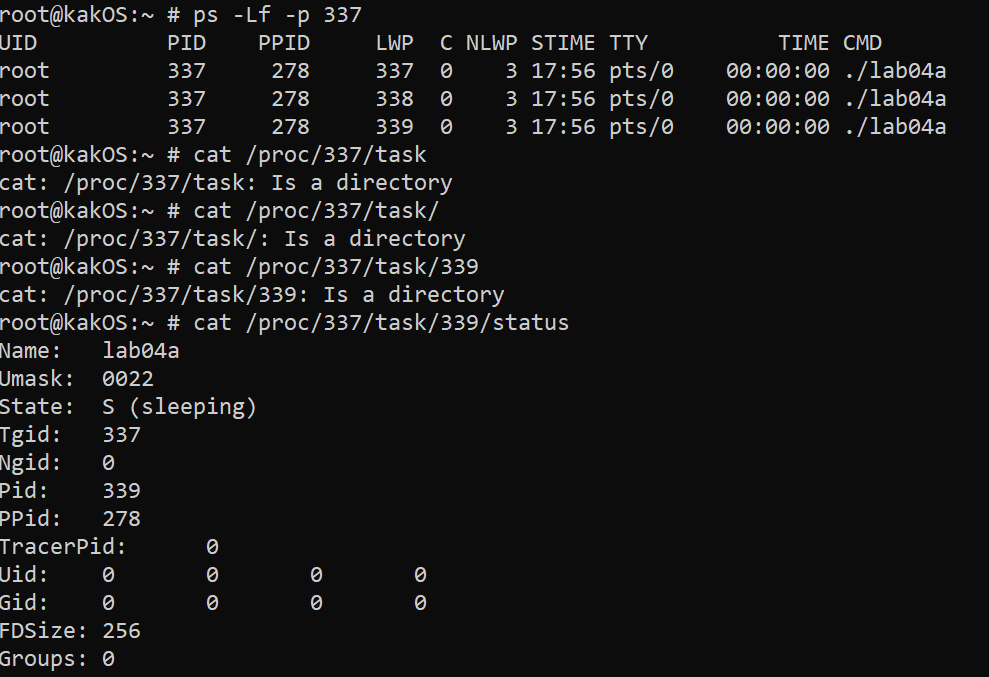 root@kakOS:~ # ps -Lf -p 337
UID          PID    PPID     LWP  C NLWP STIME TTY          TIME CMD
root         337     278     337  0    3 17:56 pts/0    00:00:00 ./lab04a
root         337     278     338  0    3 17:56 pts/0    00:00:00 ./lab04a
root         337     278     339  0    3 17:56 pts/0    00:00:00 ./lab04a
root@kakOS:~ # cat /proc/337/task
cat: /proc/337/task: Is a directory
root@kakOS:~ # cat /proc/337/task/
cat: /proc/337/task/: Is a directory
root@kakOS:~ # cat /proc/337/task/339
cat: /proc/337/task/339: Is a directory
root@kakOS:~ # cat /proc/337/task/339/status
Name:   lab04a
Umask:  0022
State:  S (sleeping)
Tgid:   337
Ngid:   0
Pid:    339
PPid:   278
TracerPid:      0
Uid:    0       0       0       0
Gid:    0       0       0       0
FDSize: 256
Groups: 0